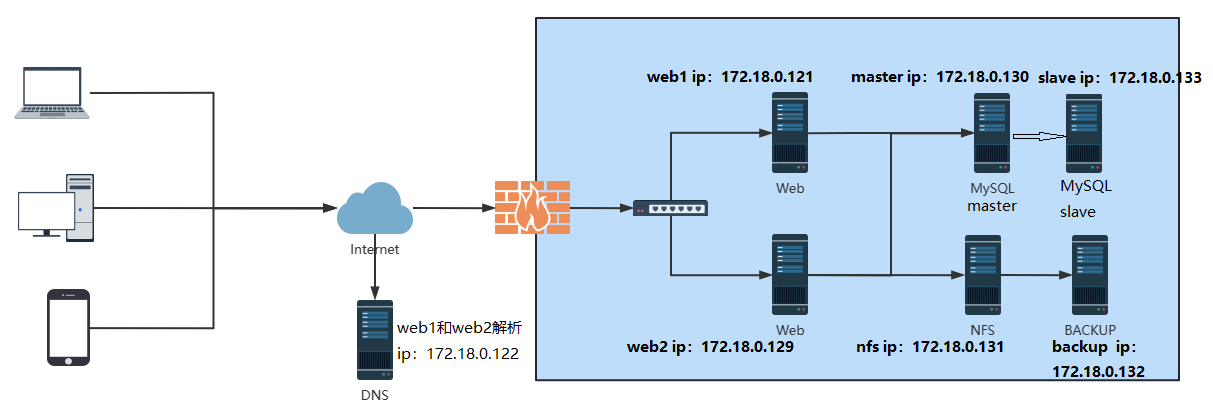 web1 ip：172.18.0.121
master ip：172.18.0.130
slave ip：172.18.0.133
Web
MySQL
master
MySQL
slave
Internet
web1和web2解析
ip：172.18.0.122
DNS
Web
NFS
BACKUP
web2 ip：172.18.0.129
nfs ip：172.18.0.131
backup ip：
172.18.0.132